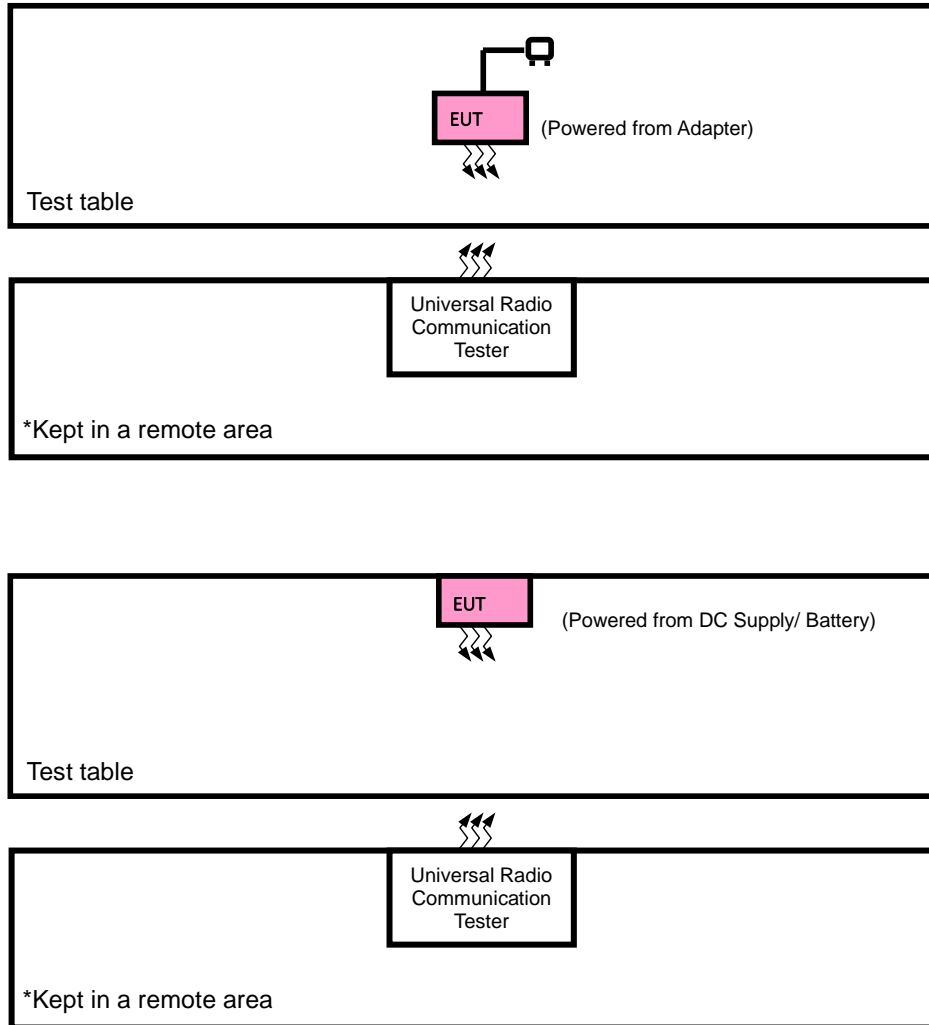 EUT
(Powered from Adapter)
Test table
Universal Radio
Communication
Tester
*Kept in a remote area
EUT
(Powered from DC Supply/ Battery)
Test table
Universal Radio
Communication
Tester
*Kept in a remote area